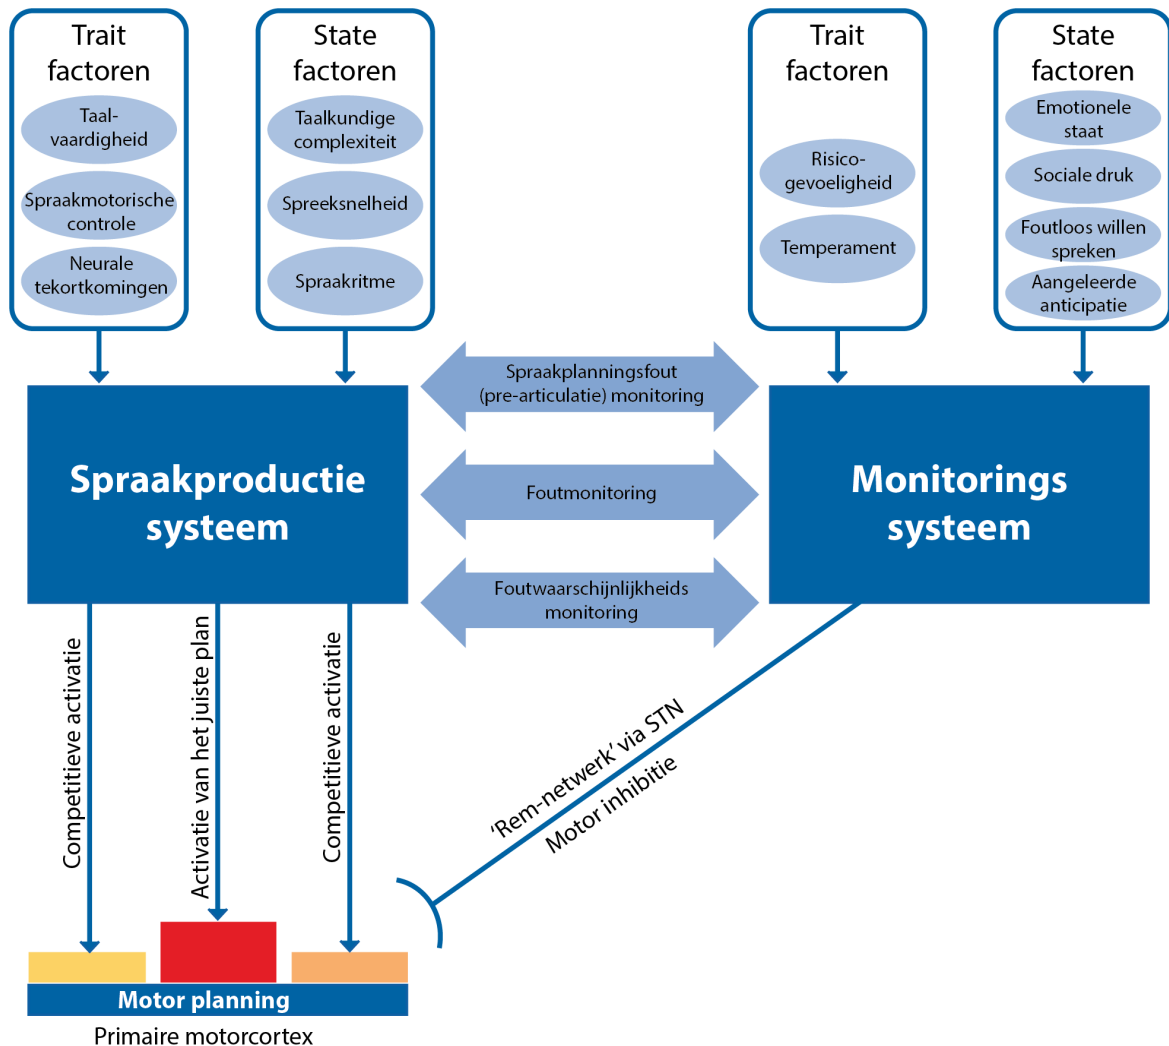 Trait
factoren
Taal-
vaardigheid
Spraakmotorische
controle
Neurale
tekortkomingen
State
factoren
Taalkundige
complexiteit
Spreeksnelheid
Spraakritme
Trait
factoren
Risico-
gevoeligheid
Temperament
State
factoren
Emotionele
staat
Sociale druk
Foutloos willen
spreken
Aangeleerde
anticipatie
Spraakproductie
systeem
Spraakplanningsfout
(pre-articulatie) monitoring
Foutmonitoring
Foutwaarschijnlijkheids
monitoring
Monitorings
systeem
Competitieve activatie
Activatie van het juiste plan
Competitieve activatie
'Rem-netwerk' via STN
Motor inhibitie
Motor planning
Primaire motorcortex